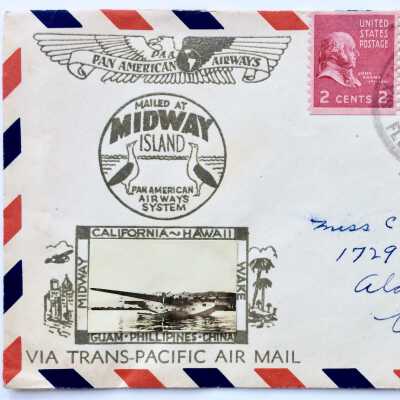 PAA
PAN AMERICAN AIRWAYS
UNITED
STATES
POSTAGE
2 CENTS 2
MAILED AT
MIDWAY
ISLAND
PAN AMERICAN
AIRWAYS
SYSTEM
CALIFORNIA ~ HAWAII
MIDWAY
WAKE
GUAM · PHILLIPINES · CHINA
VIA TRANS-PACIFIC AIR MAIL
Miss C
1729